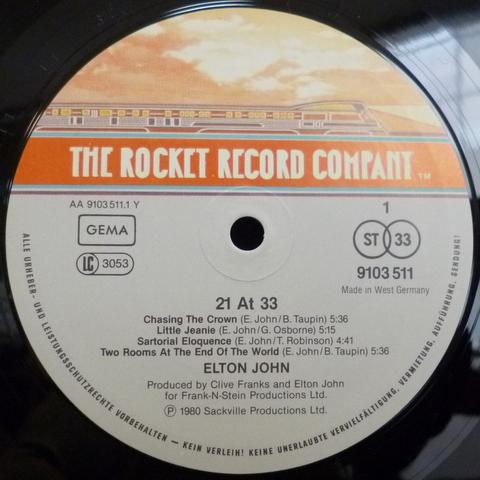 THE ROCKET RECORD COMPANY™
AA 9103 511.1 Y
1
GEMA
ST 33
LC 3053
9103 511
Made in West Germany
21 At 33
Chasing The Crown (E. John/B. Taupin) 5:36
Little Jeanie (E. John/G. Osborne) 5:15
Sartorial Eloquence (E. John/T. Robinson) 4:41
Two Rooms At The End Of The World (E. John/B. Taupin) 5:36
ELTON JOHN
Produced by Clive Franks and Elton John
for Frank-N-Stein Productions Ltd.
℗ 1980 Sackville Productions Ltd.
ALLE URHEBER- UND LEISTUNGSSCHUTZRECHTE VORBEHALTEN – KEIN VERLEIH! KEINE UNERLAUBTE VERVIELFÄLTIGUNG, VERMIETUNG, AUFFÜHRUNG, SENDUNG!